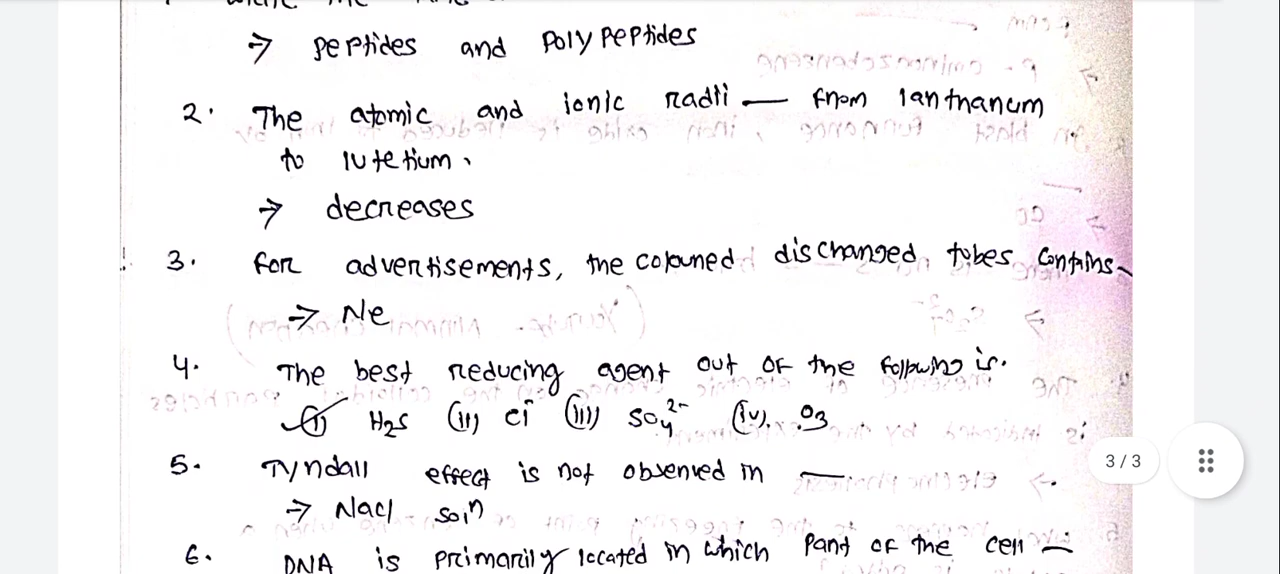 → peptides and polypeptides
2. The atomic and ionic radii — from lanthanum
to lutetium.
→ decreases
3. For advertisements, the coloured discharged tubes contains
→ Ne
4. The best reducing agent out of the following is.
(i) H2S (ii) Cl⁻ (iii) SO4²⁻ (iv). O3
5. Tyndall effect is not observed in —.
→ NaCl soln
6. DNA is primarily located in which part of the cell —
3 / 3